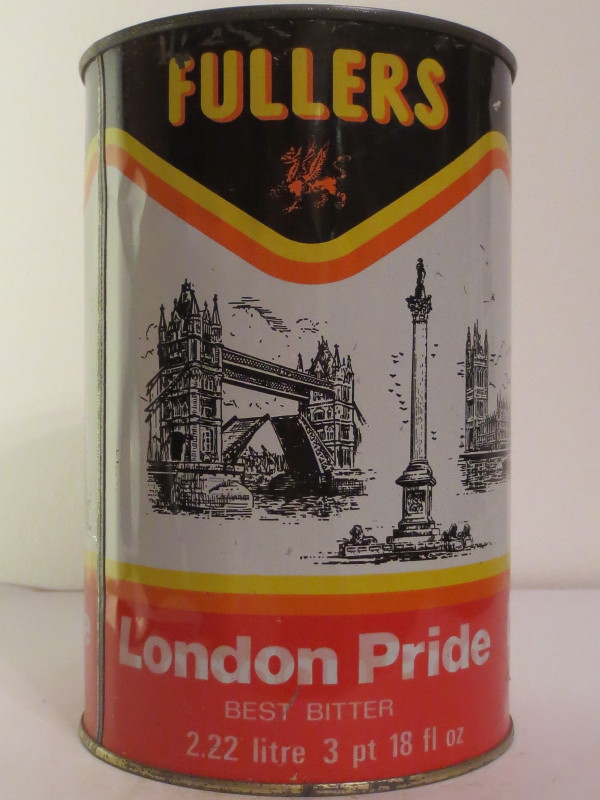 FULLERS
London Pride
BEST BITTER
2.22 litre 3 pt 18 fl oz